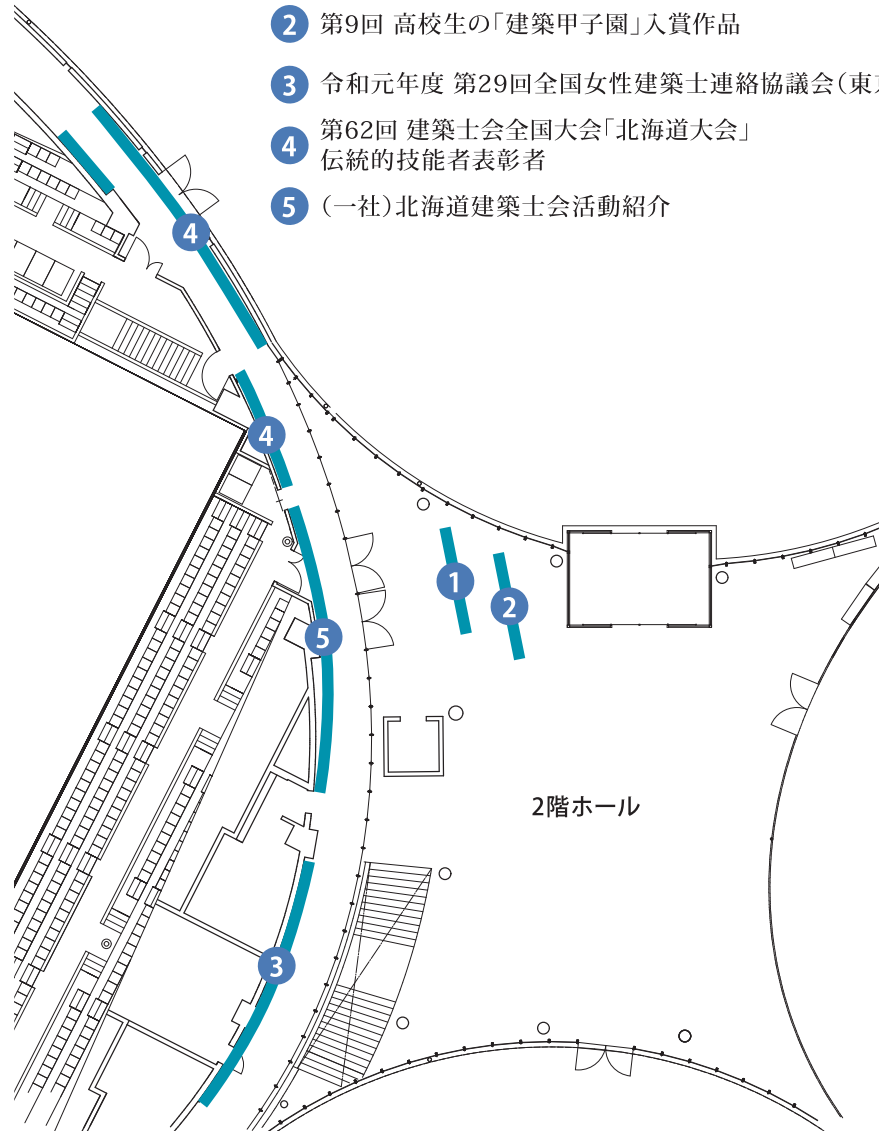 2 第9回 高校生の「建築甲子園」入賞作品
3 令和元年度 第29回全国女性建築士連絡協議会(東
4 第62回 建築士会全国大会「北海道大会」
伝統的技能者表彰者
5 (一社)北海道建築士会活動紹介
4
4
1
2
5
2階ホール
3